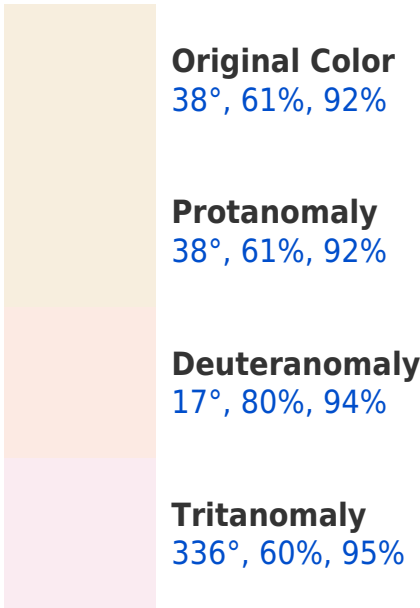 Original Color
38°, 61%, 92%
Protanomaly
38°, 61%, 92%
Deuteranomaly
17°, 80%, 94%
Tritanomaly
336°, 60%, 95%